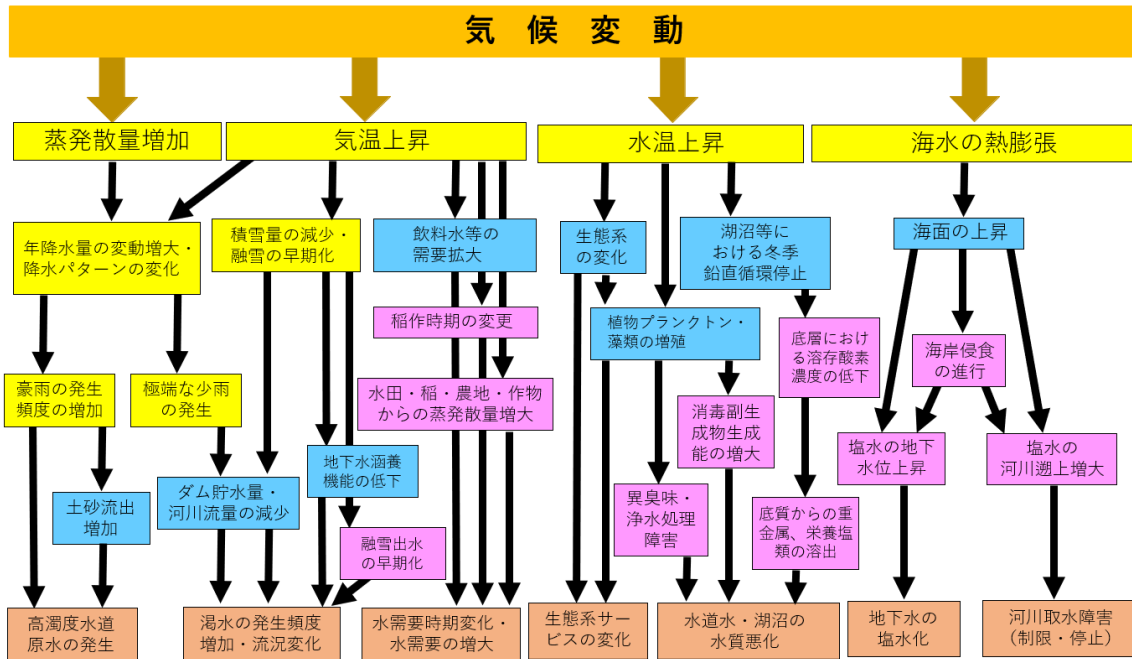 気候変動
蒸発散量増加
気温上昇
水温上昇
海水の熱膨張
年降水量の変動増大・
降水パターンの変化
積雪量の減少・
融雪の早期化
飲料水等の
需要拡大
生態系
の変化
湖沼等に
おける冬季
鉛直循環停止
海面の上昇
稲作時期の変更
植物プランクトン・
藻類の増殖
底層におけ
る溶存酸素
濃度の低下
海岸侵食
の進行
豪雨の発生
頻度の増加
極端な少雨
の発生
水田・稲・農地・作物
からの蒸発散量増大
消毒副生
成物生成
能の増大
塩水の地下
水位上昇
塩水の
河川遡上増大
土砂流出
増加
ダム貯水量・
河川流量の減少
地下水涵養
機能の低下
異臭味・
浄水処理
障害
底質からの重
金属、栄養塩
類の溶出
融雪出水
の早期化
高濁度水道
原水の発生
渇水の発生頻度
増加・流況変化
水需要時期変化・
水需要の増大
生態系サー
ビスの変化
水道水・湖沼の
水質悪化
地下水の
塩水化
河川取水障害
（制限・停止）